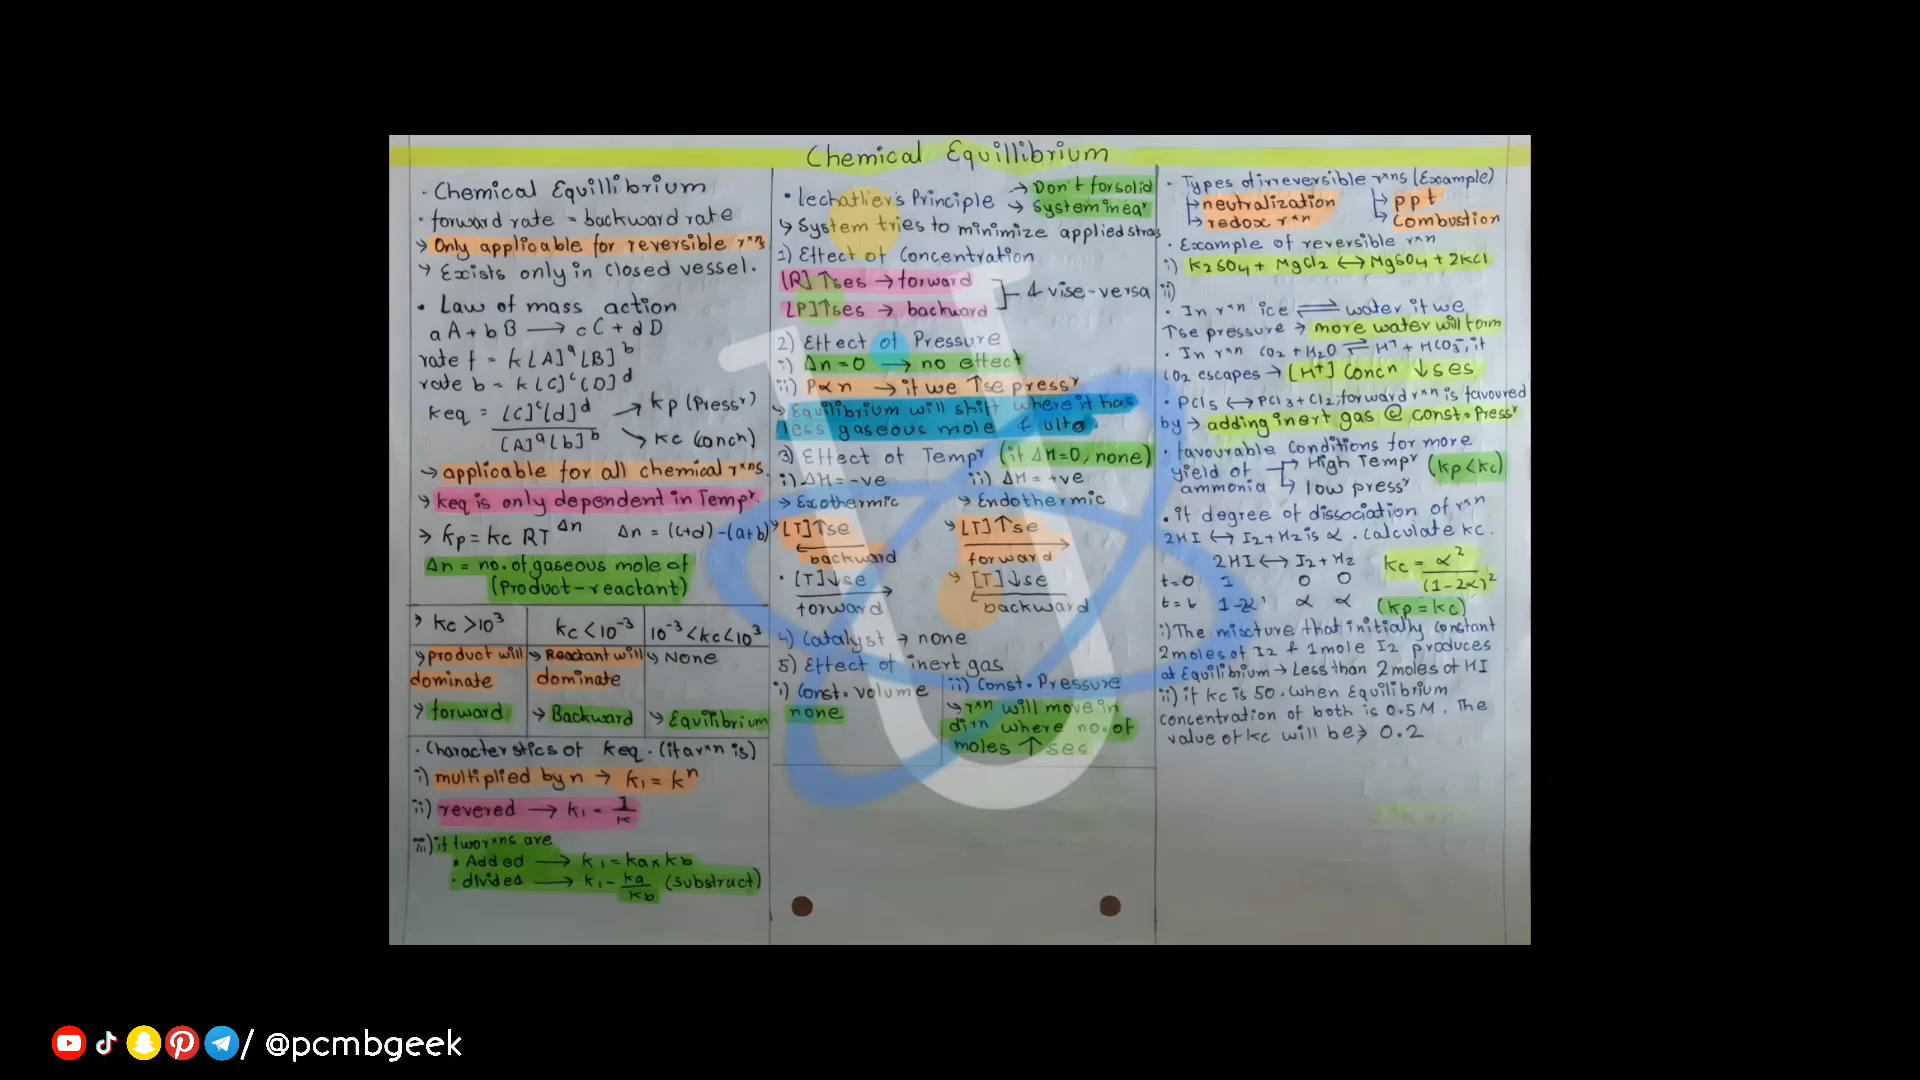 Chemical Equillibrium
· Chemical Equillibrium
· forward rate = backward rate
→ Only applicable for reversible rxns
→ Exists only in closed vessel.
• Law of mass action
aA + bB → cC + dD
rate f = k[A]^a [B]^b
rate b = k[C]^c [D]^d
Keq = [C]^c [d]^d / [A]^a [b]^b → Kp (Pressr)
→ Kc (conch)
→ applicable for all chemical rxns.
→ keq is only dependent in Tempr.
→ Kp = Kc RT^Δn Δn = (c+d) - (a+b)
Δn = no. of gaseous mole of
(Product - reactant)
→ Kc > 10^3
→ product will
dominate
→ forward
Kc < 10^-3
→ Reactant will
dominate
→ Backward
10^-3 < Kc < 10^3
→ None
→ Equilibrium
· Characterstics of Keq. (if a rxn is)
i) multiplied by n → K1 = K^n
ii) revered → K1 = 1/K
iii) if two rxns are
• Added → K1 = Ka x Kb
· divided → K1 - Ka/Kb (substract)
• Lechatlier's Principle → Don't for solid
→ System in eqr
→ System tries to minimize applied stress
1) Effect of Concentration
[R] ↑ses → forward
[P] ↑ses → backward
& vise-versa
2) Effect of Pressure
i) Δn = 0 → no effect
ii) P ∝ n → if we ↑se pressr
→ Equilibrium will shift where it has
less gaseous mole & ulta.
3) Effect of Tempr (if ΔH=0, none)
i) ΔH = -ve
→ Exothermic
→ [T] ↑se
←
backward
· [T] ↓se
→
forward
ii) ΔH = +ve
→ Endothermic
→ [T] ↑se
→
forward
→ [T] ↓se
←
backward
4) Catalyst → none
5) Effect of inert gas
i) Const. volume
none
ii) Const. Pressure
→ rxn will move in
dirn where no. of
moles ↑ ses
· Types of irreversible rxns (Example)
→ neutralization → ppt
→ redox rxn → Combustion
· Example of reversible rxn
i) K2SO4 + MgCl2 ↔ MgSO4 + 2KCl
ii)
· In rxn ice ⇌ water if we
↑se pressure → more water will form
· In rxn CO2 + H2O ⇌ H+ + HCO3-, if
CO2 escapes → [H+] Concn ↓ ses
· PCl5 ↔ PCl3 + Cl2; forward rxn is favoured
by → adding inert gas @ const. Pressr
· favourable Conditions for more
yield of ammonia → High Tempr (Kp < Kc)
→ low pressr
• if degree of dissociation of rxn
2HI ↔ I2 + H2 is α. calculate Kc.
2HI ↔ I2 + H2 Kc = α^2 / (1-2α)^2
t=0 1 0 0
t=t α α (Kp = Kc)
i) The mixture that initially constant
2moles of I2 & 1mole I2 produces
at Equilibrium → Less than 2moles of HI
ii) if Kc is 50. when Equilibrium
concentration of both is 0.5M. The
value of Kc will be → 0.2
/ @pcmbgeek